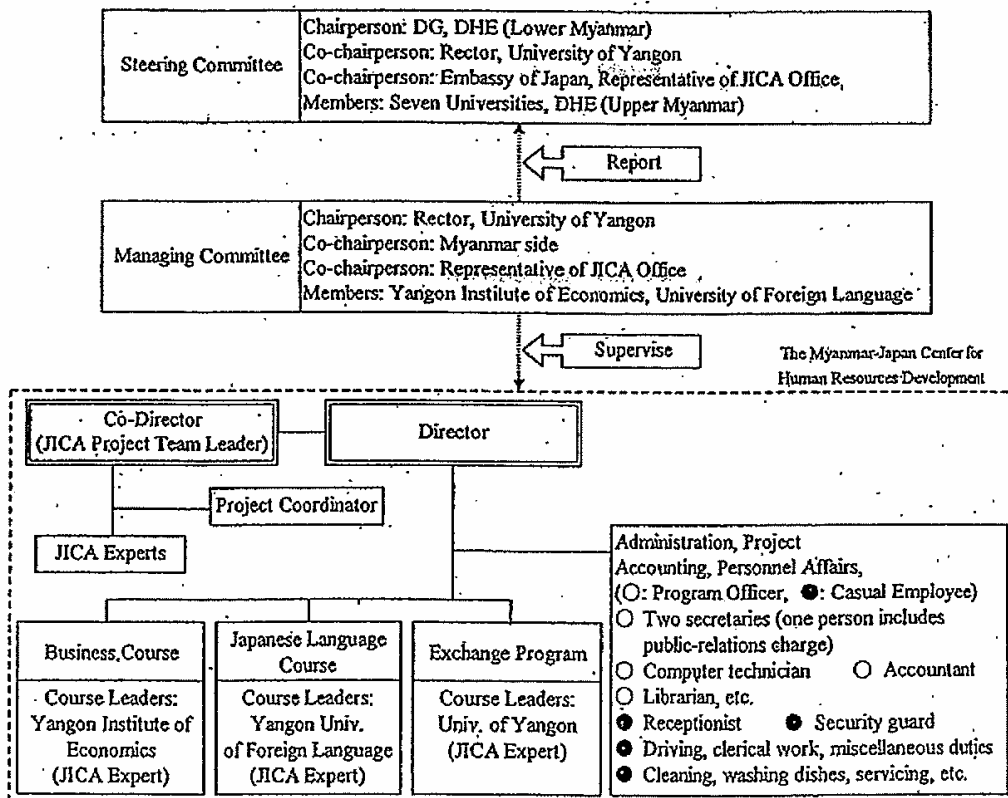 Steering Committee
Chairperson: DG, DHE (Lower Myanmar)
Co-chairperson: Rector, University of Yangon
Co-chairperson: Embassy of Japan, Representative of JICA Office,
Members: Seven Universities, DHE (Upper Myanmar)
Report
Managing Committee
Chairperson: Rector, University of Yangon
Co-chairperson: Myanmar side
Co-chairperson: Representative of JICA Office
Members: Yangon Institute of Economics, University of Foreign Language
Supervise
The Myanmar-Japan Center for
Human Resources Development
Co-Director
(JICA Project Team Leader)
Director
Project Coordinator
JICA Experts
Business Course
Course Leaders:
Yangon Institute of
Economics
(JICA Expert)
Japanese Language
Course
Course Leaders:
Yangon Univ.
of Foreign Language
(JICA Expert)
Exchange Program
Course Leaders:
Univ. of Yangon
(JICA Expert)
Administration, Project
Accounting, Personnel Affairs,
(○: Program Officer, ●: Casual Employee)
○ Two secretaries (one person includes
public-relations charge)
○ Computer technician ○ Accountant
○ Librarian, etc.
● Receptionist ● Security guard
● Driving, clerical work, miscellaneous duties
● Cleaning, washing dishes, servicing, etc.